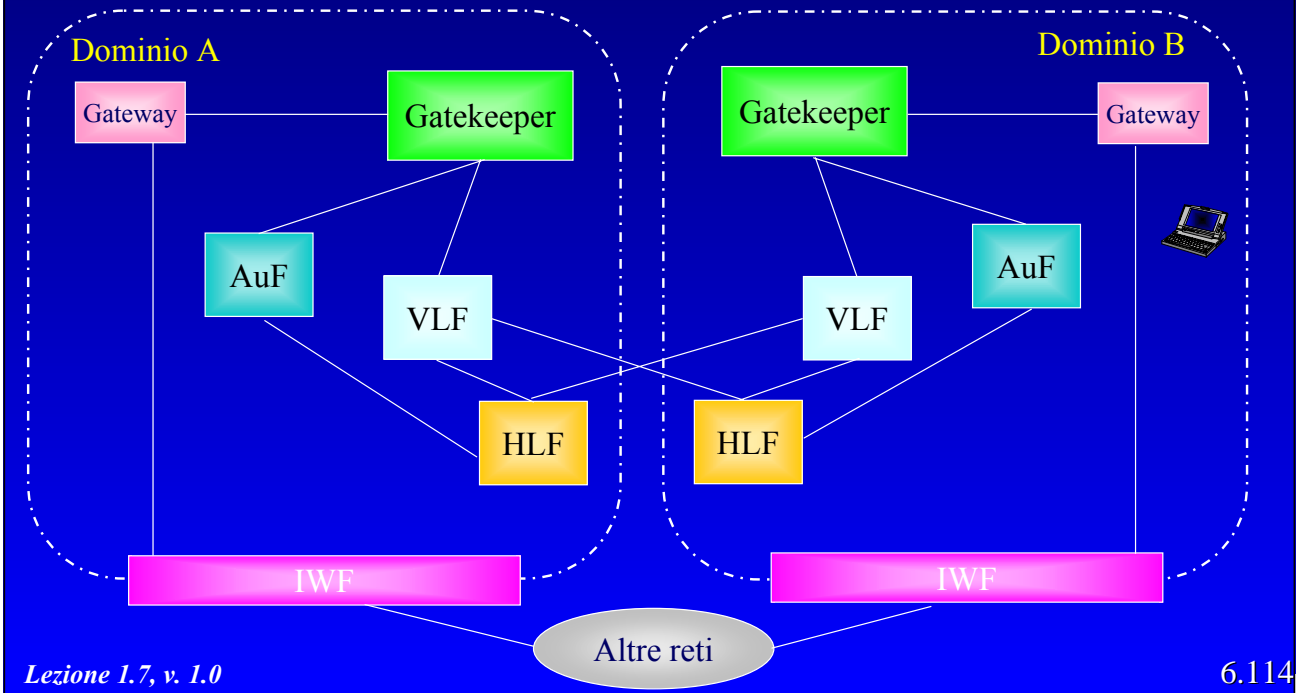 Dominio A
Dominio B
Gateway
Gatekeeper
Gatekeeper
Gateway
AuF
AuF
VLF
VLF
HLF
HLF
IWF
IWF
Altre reti
Lezione 1.7, v. 1.0
6.114